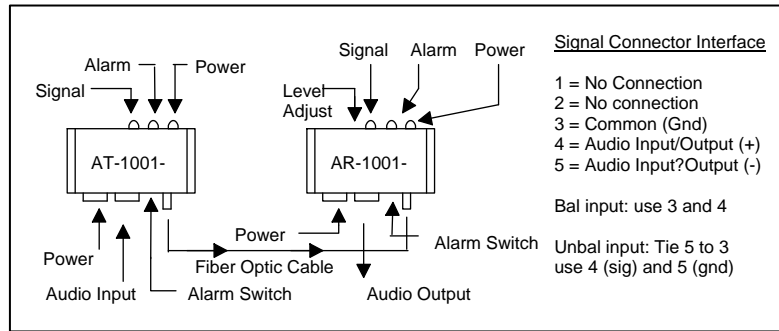 Alarm
Power
Signal
AT-1001-
Power
Audio Input
Alarm Switch
Fiber Optic Cable
Signal
Alarm
Power
Level
Adjust
AR-1001-
Power
Alarm Switch
Audio Output
Signal Connector Interface
1 = No Connection
2 = No connection
3 = Common (Gnd)
4 = Audio Input/Output (+)
5 = Audio Input?Output (-)
Bal input: use 3 and 4
Unbal input: Tie 5 to 3
use 4 (sig) and 5 (gnd)